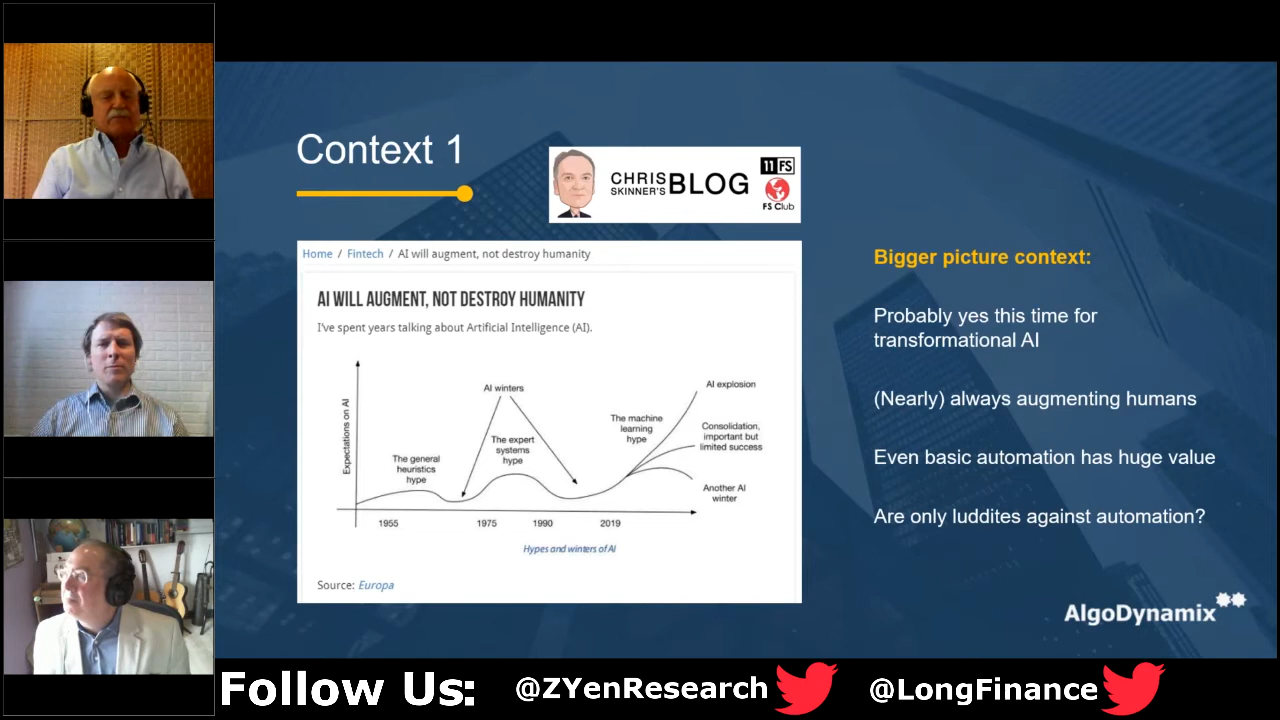 Context 1
CHRIS
SKINNER'S
BLOG
11 FS
FS Club
Home / Fintech / AI will augment, not destroy humanity
AI WILL AUGMENT, NOT DESTROY HUMANITY
I've spent years talking about Artificial Intelligence (AI).
Expectations on AI
The general
heuristics
hype
AI winters
The expert
systems
hype
The machine
learning
hype
AI explosion
Consolidation,
important but
limited success
Another AI
winter
1955
1975
1990
2019
Hypes and winters of AI
Source: Europa
Bigger picture context:
Probably yes this time for
transformational AI
(Nearly) always augmenting humans
Even basic automation has huge value
Are only luddites against automation?
AlgoDynamix
Follow Us:
@ZYenResearch
@LongFinance